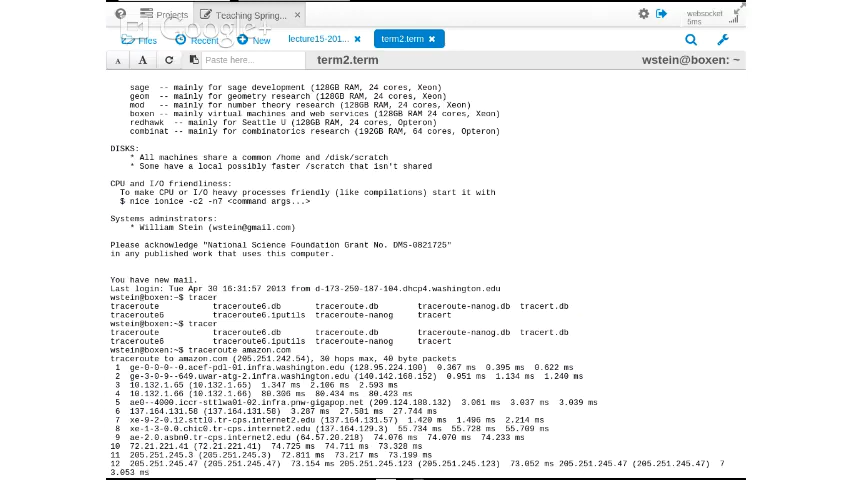 Projects
Teaching Spring...
websocket
5ms
Google+
Files
Recent
New
lecture15-201...
term2.term
A
A
Paste here...
term2.term
wstein@boxen: ~
sage -- mainly for sage development (128GB RAM, 24 cores, Xeon)
geom -- mainly for geometry research (128GB RAM, 24 cores, Xeon)
mod -- mainly for number theory research (128GB RAM, 24 cores, Xeon)
boxen -- mainly virtual machines and web services (128GB RAM 24 cores, Xeon)
redhawk -- mainly for Seattle U (128GB RAM, 24 cores, Opteron)
combinat -- mainly for combinatorics research (192GB RAM, 64 cores, Opteron)
DISKS:
* All machines share a common /home and /disk/scratch
* Some have a local possibly faster /scratch that isn't shared
CPU and I/O friendliness:
To make CPU or I/O heavy processes friendly (like compilations) start it with
$ nice ionice -c2 -n7 <command args...>
Systems adminstrators:
* William Stein (wstein@gmail.com)
Please acknowledge "National Science Foundation Grant No. DMS-0821725"
in any published work that uses this computer.
You have new mail.
Last login: Tue Apr 30 16:31:57 2013 from d-173-250-187-104.dhcp4.washington.edu
wstein@boxen:~$ tracer
traceroute traceroute6.db traceroute.db traceroute-nanog.db tracert.db
traceroute6 traceroute6.iputils traceroute-nanog tracert
wstein@boxen:~$ tracer
traceroute traceroute6.db traceroute.db traceroute-nanog.db tracert.db
traceroute6 traceroute6.iputils traceroute-nanog tracert
wstein@boxen:~$ traceroute amazon.com
traceroute to amazon.com (205.251.242.54), 30 hops max, 40 byte packets
1 ge-0-0-0--0.acef-pdl-01.infra.washington.edu (128.95.224.100) 0.367 ms 0.395 ms 0.622 ms
2 ge-3-0-9--649.uwar-atg-2.infra.washington.edu (140.142.168.152) 0.951 ms 1.134 ms 1.240 ms
3 10.132.1.65 (10.132.1.65) 1.347 ms 2.106 ms 2.593 ms
4 10.132.1.66 (10.132.1.66) 80.306 ms 80.434 ms 80.423 ms
5 ae0--4000.iccr-sttlwa01-02.infra.pnw-gigapop.net (209.124.188.132) 3.061 ms 3.037 ms 3.039 ms
6 137.164.131.58 (137.164.131.58) 3.287 ms 27.581 ms 27.744 ms
7 xe-9-2-0.12.sttl0.tr-cps.internet2.edu (137.164.131.57) 1.420 ms 1.496 ms 2.214 ms
8 xe-1-3-0.0.chic0.tr-cps.internet2.edu (137.164.129.3) 55.734 ms 55.728 ms 55.709 ms
9 ae-2.0.asbn0.tr-cps.internet2.edu (64.57.20.218) 74.076 ms 74.070 ms 74.233 ms
10 72.21.221.41 (72.21.221.41) 74.725 ms 74.711 ms 73.328 ms
11 205.251.245.3 (205.251.245.3) 72.811 ms 73.217 ms 73.199 ms
12 205.251.245.47 (205.251.245.47) 73.154 ms 205.251.245.123 (205.251.245.123) 73.052 ms 205.251.245.47 (205.251.245.47) 7
3.053 ms